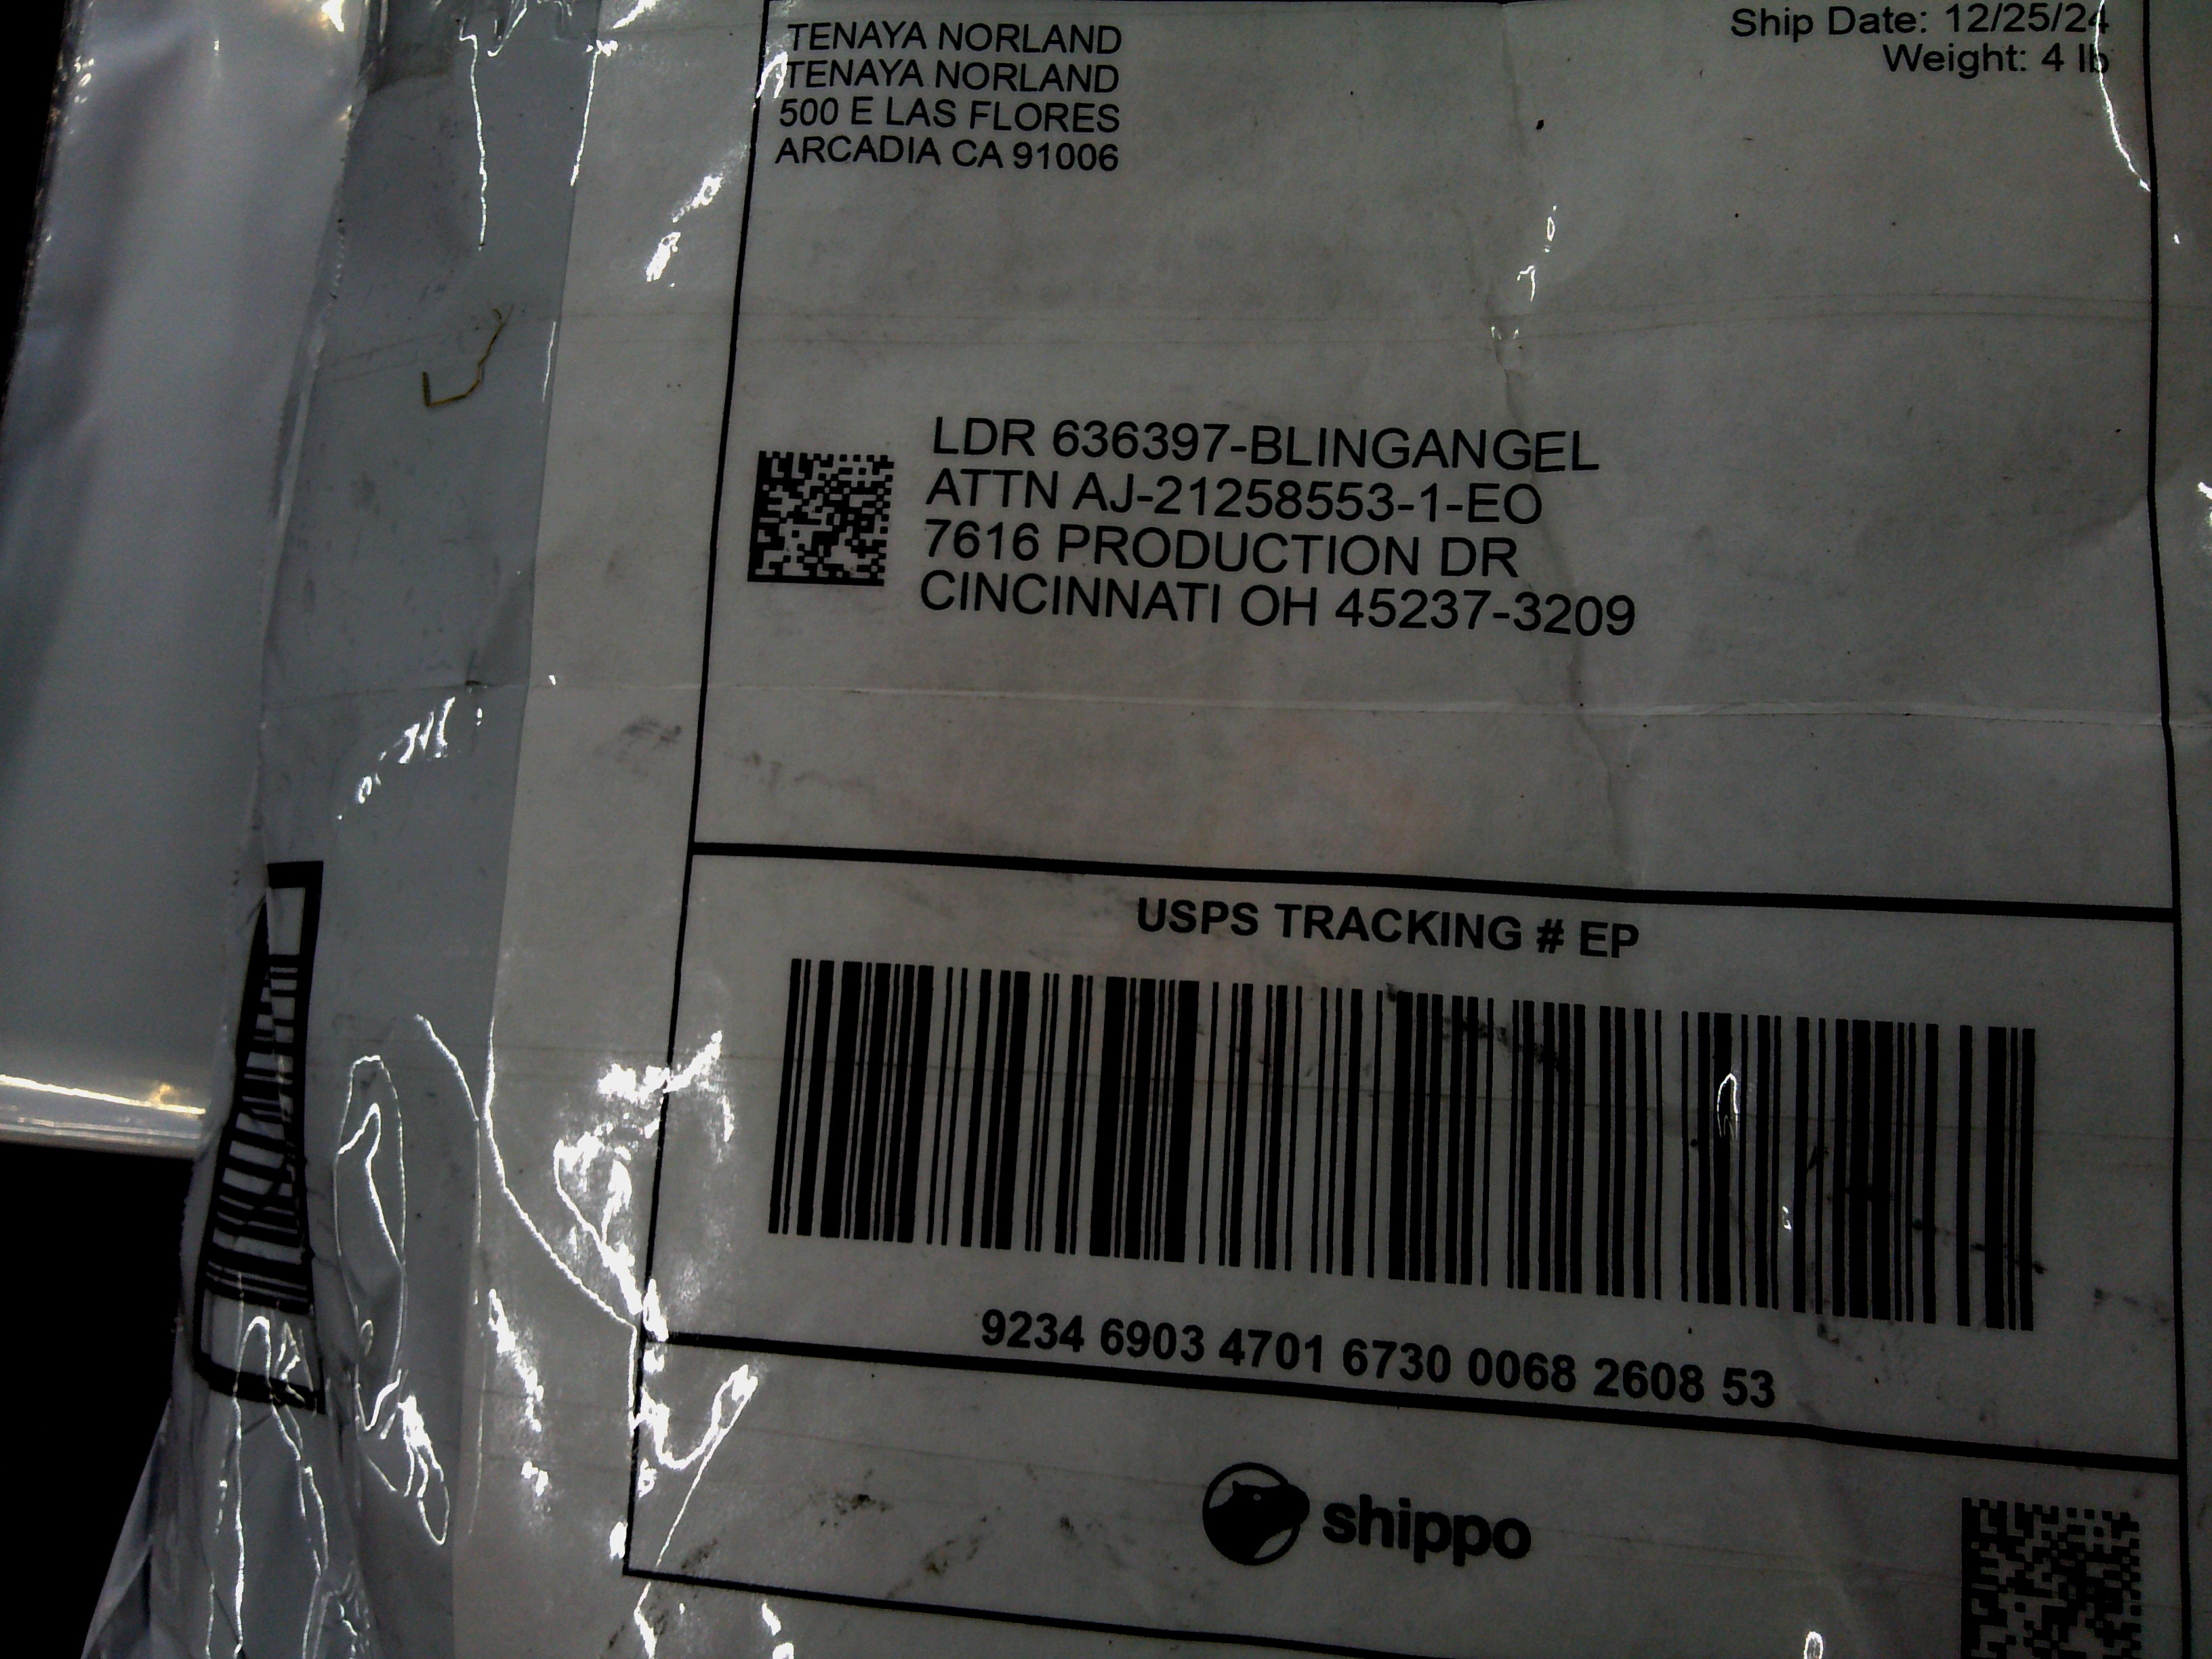 TENAYA NORLAND
TENAYA NORLAND
500 E LAS FLORES
ARCADIA CA 91006
Ship Date: 12/25/24
Weight: 4 lb
LDR 636397-BLINGANGEL
ATTN AJ-21258553-1-EO
7616 PRODUCTION DR
CINCINNATI OH 45237-3209
USPS TRACKING # EP
9234 6903 4701 6730 0068 2608 53
shippo